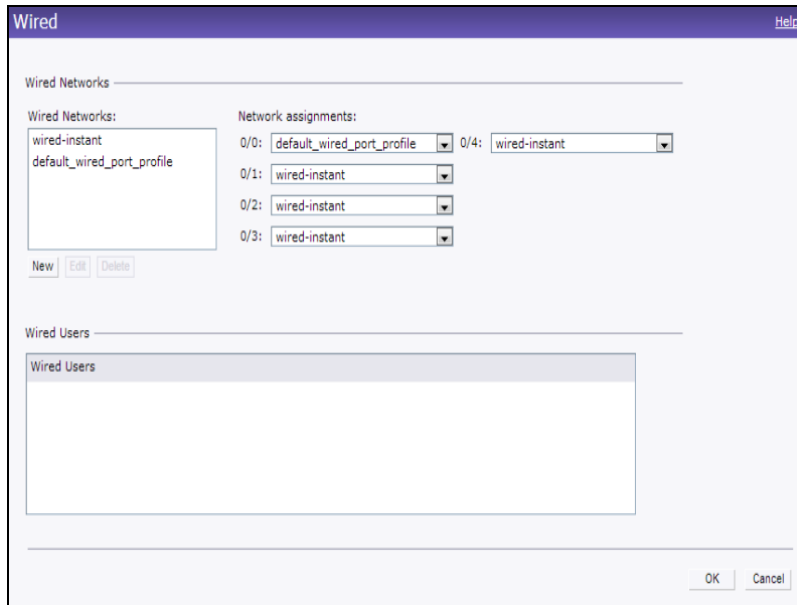 Wired
Help
Wired Networks
Wired Networks:
wired-instant
default_wired_port_profile
New Edit Delete
Network assignments:
0/0: default_wired_port_profile 0/4: wired-instant
0/1: wired-instant
0/2: wired-instant
0/3: wired-instant
Wired Users
Wired Users
OK Cancel